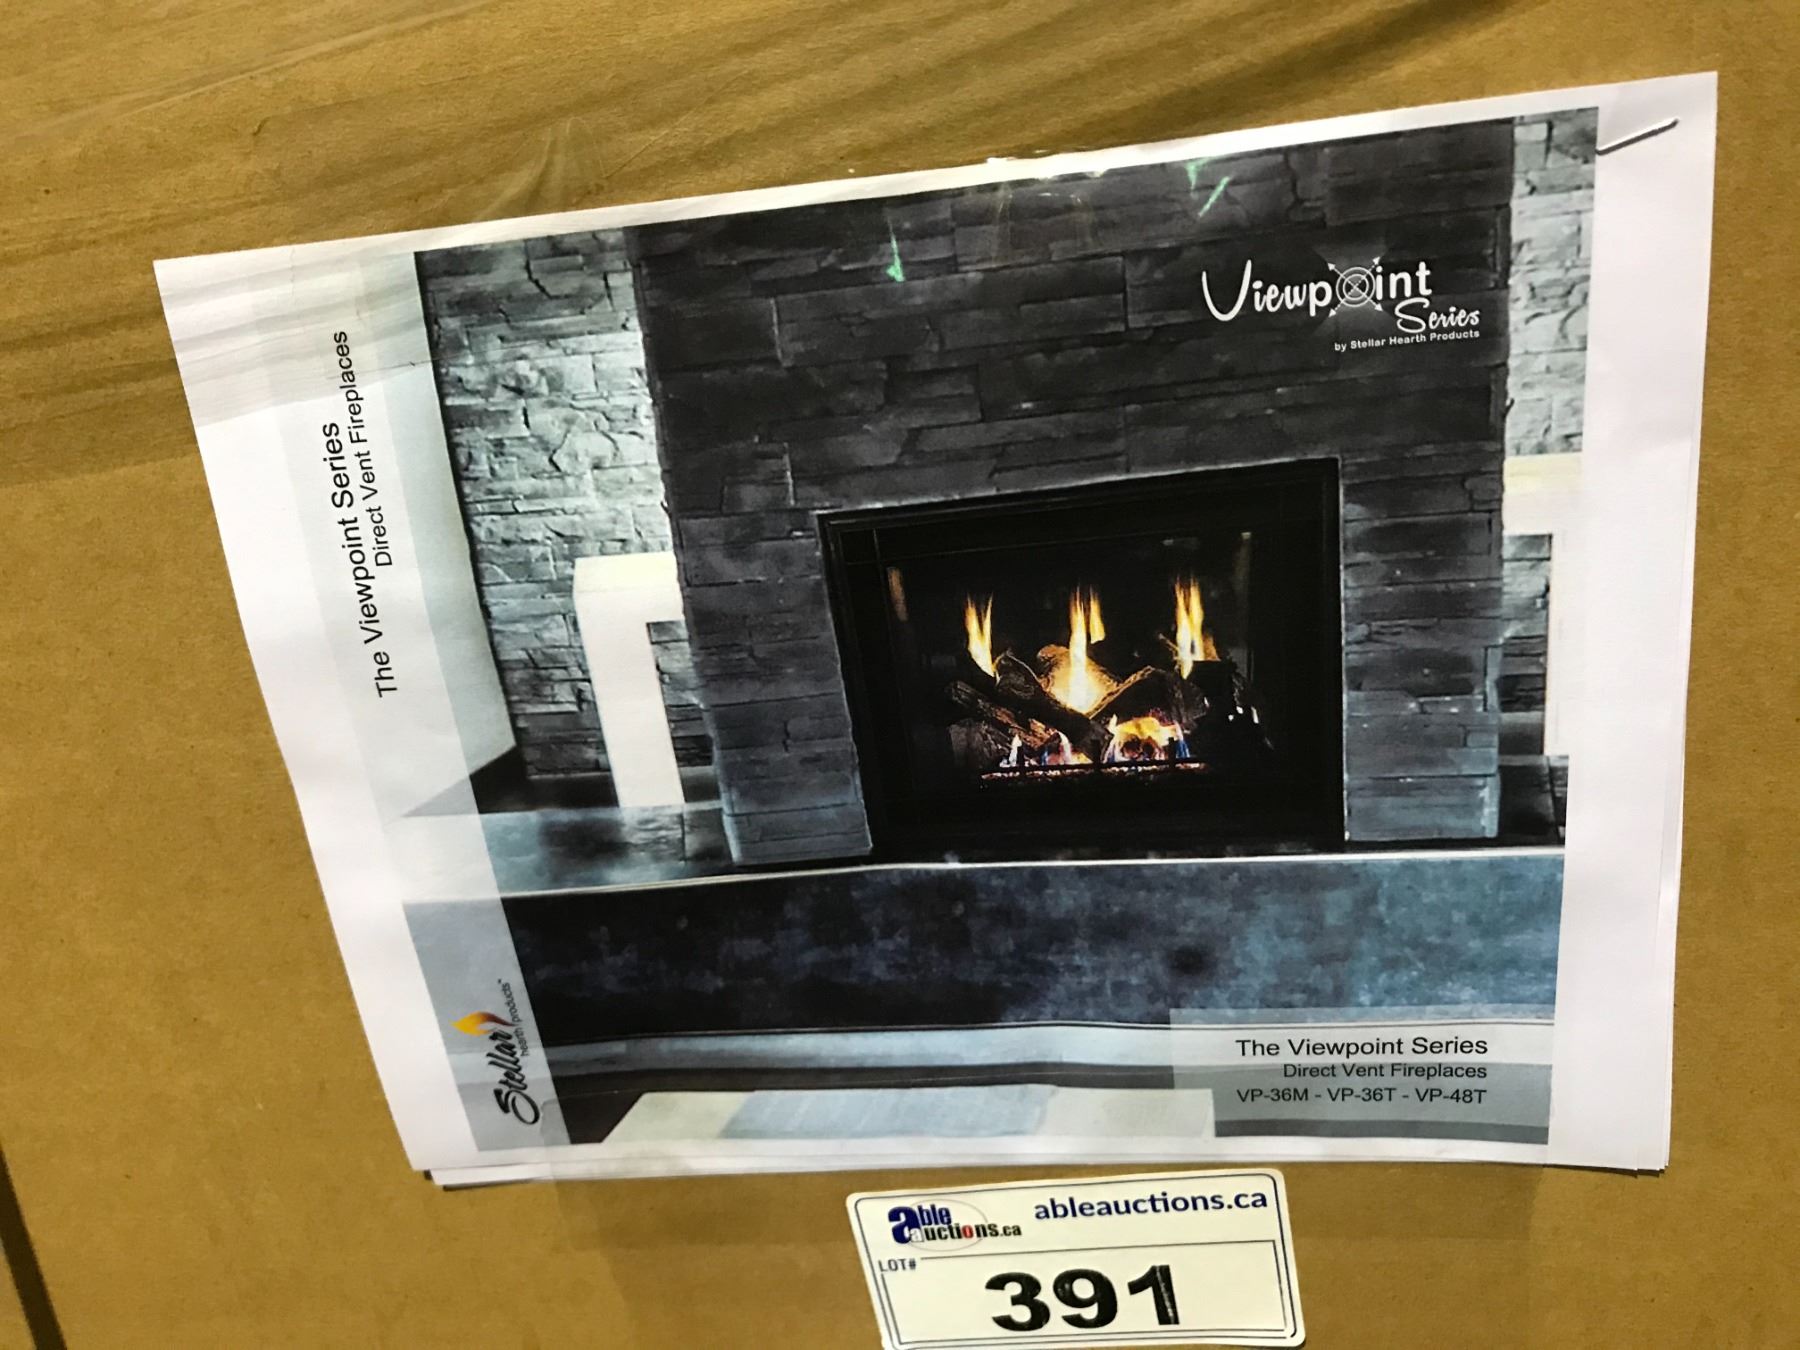 Viewpoint
Series
by Stellar Hearth Products
The Viewpoint Series
Direct Vent Fireplaces
Stellar
hearth products™
The Viewpoint Series
Direct Vent Fireplaces
VP-36M - VP-36T - VP-48T
able auctions.ca
ableauctions.ca
LOT#
391